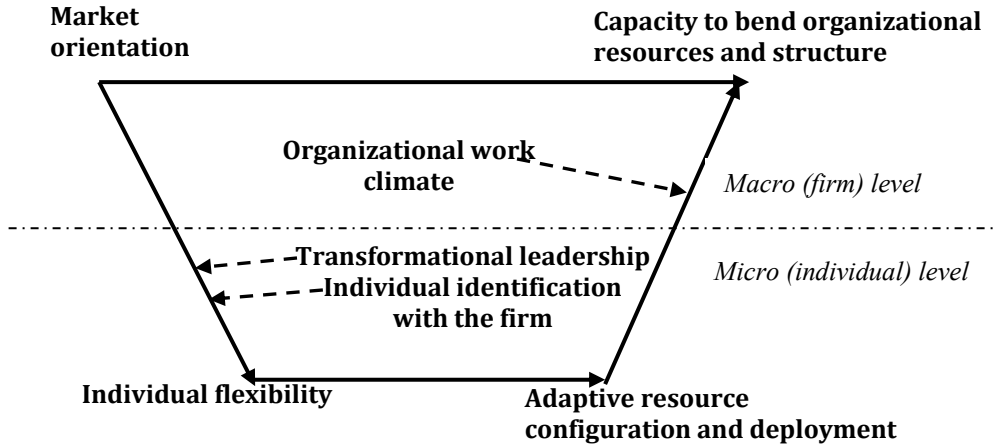 Market
orientation
Capacity to bend organizational
resources and structure
Organizational work
climate
Macro (firm) level
Transformational leadership
Micro (individual) level
Individual identification
with the firm
Individual flexibility
Adaptive resource
configuration and deployment